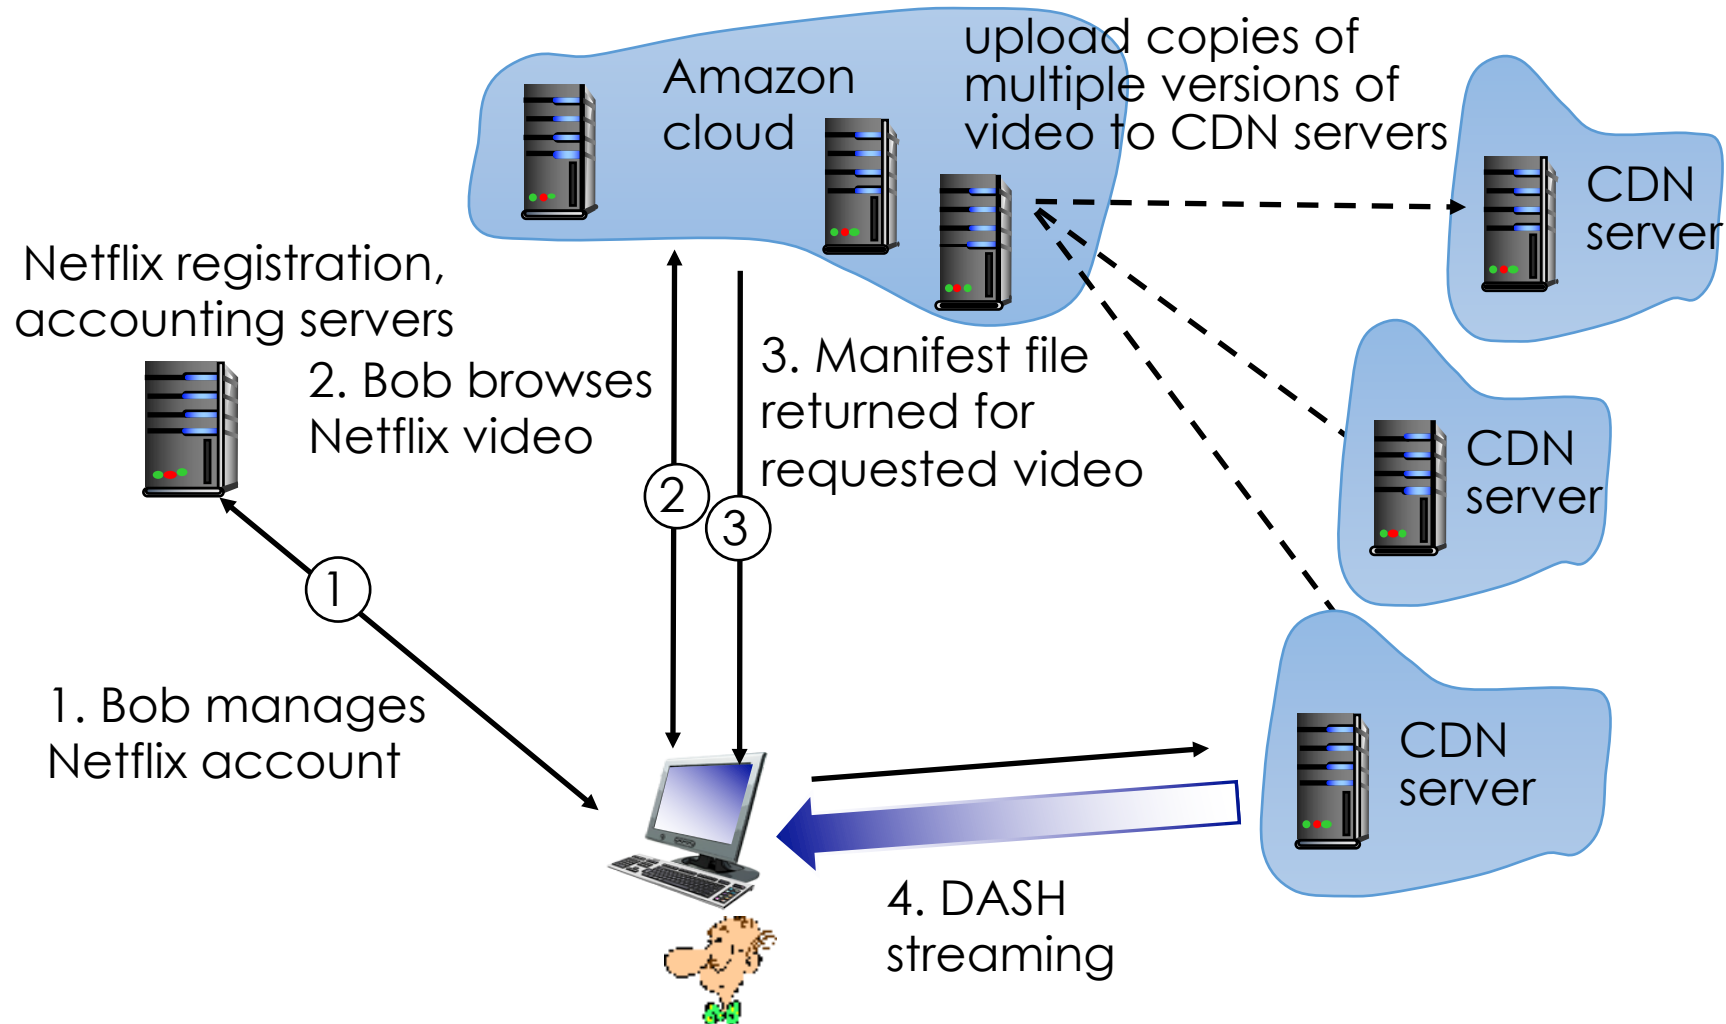 upload copies of
multiple versions of
video to CDN servers
Amazon
cloud
CDN
server
Netflix registration,
accounting servers
2. Bob browses
Netflix video
3. Manifest file
returned for
requested video
CDN
server
2
3
1
1. Bob manages
Netflix account
CDN
server
4. DASH
streaming